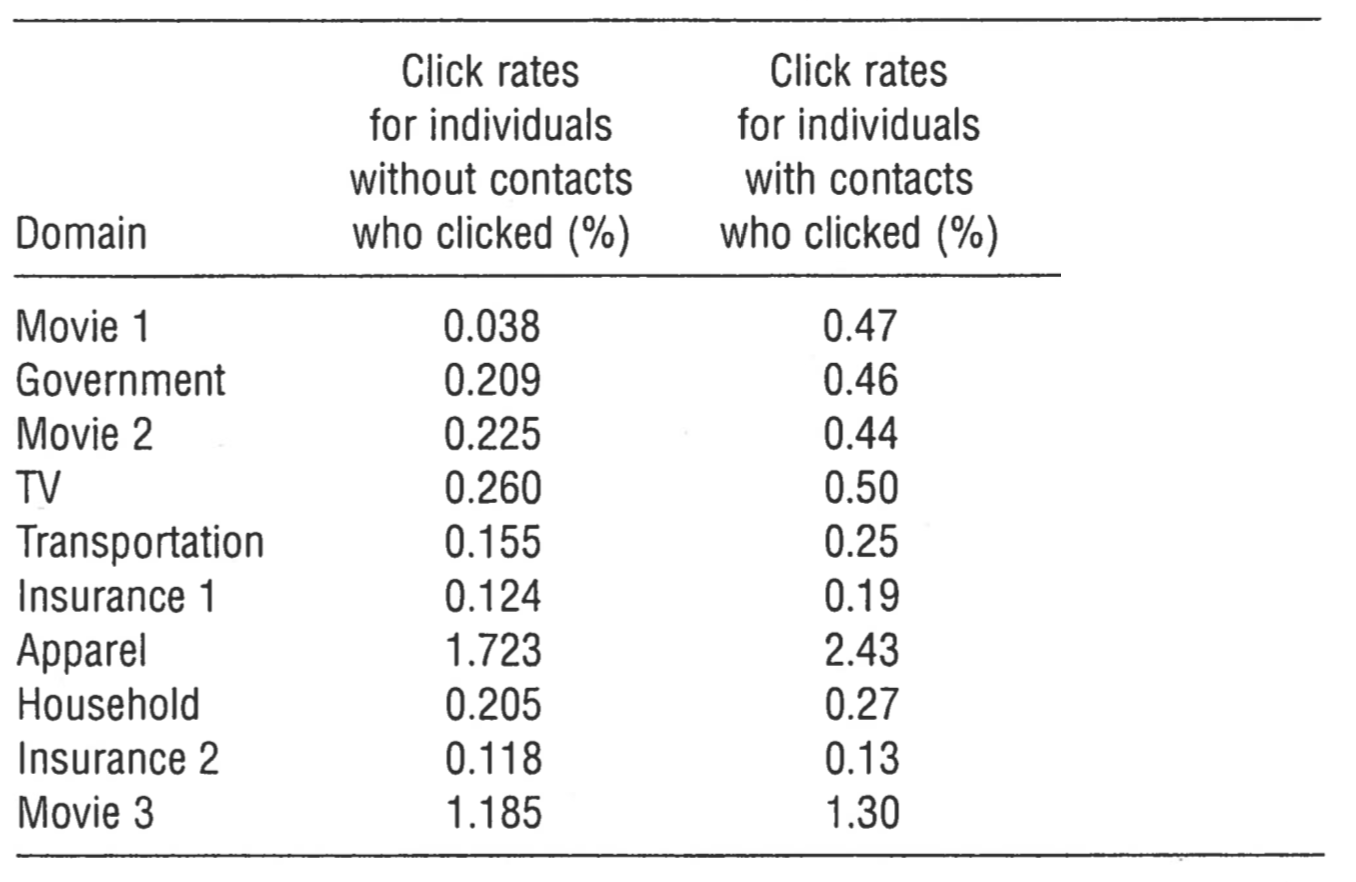 Click rates Click rates
for individuals for individuals
without contacts with contacts
Domain who clicked (%) who clicked (%)
Movie 1 0.038 0.47
Government 0.209 0.46
Movie 2 0.225 0.44
TV 0.260 0.50
Transportation 0.155 0.25
Insurance 1 0.124 0.19
Apparel 1.723 2.43
Household 0.205 0.27
Insurance 2 0.118 0.13
Movie 3 1.185 1.30